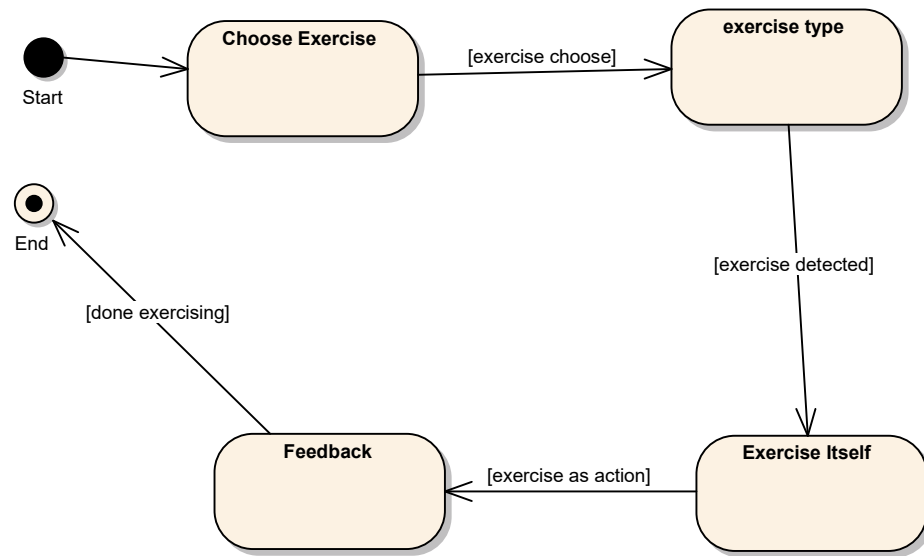 Choose Exercise
exercise type
[exercise choose]
Start
End
[exercise detected]
[done exercising]
Feedback
Exercise Itself
[exercise as action]